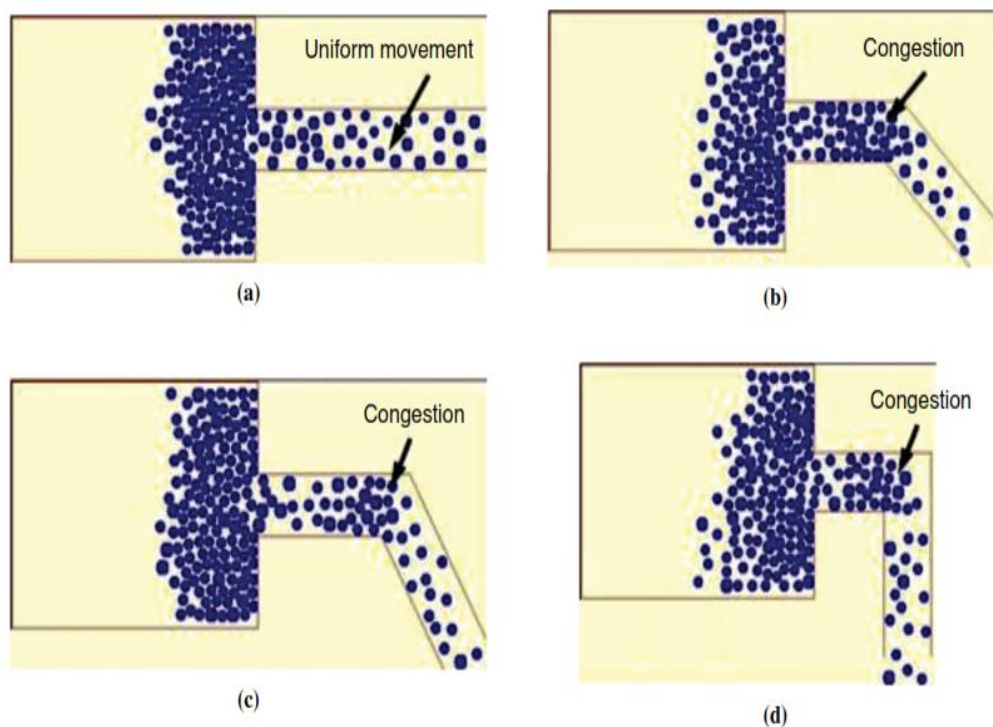 Uniform movement
Congestion
(a)
(b)
Congestion
Congestion
(c)
(d)